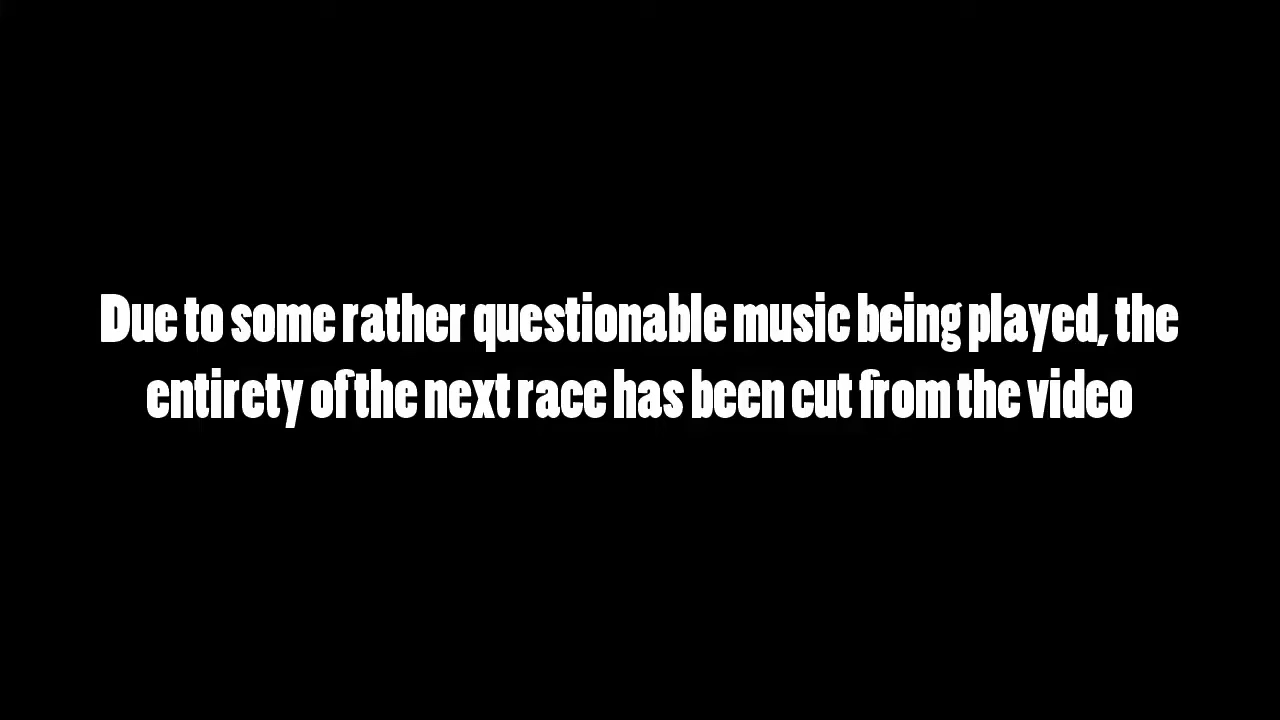 Due to some rather questionable music being played, the
entirety of the next race has been cut from the video